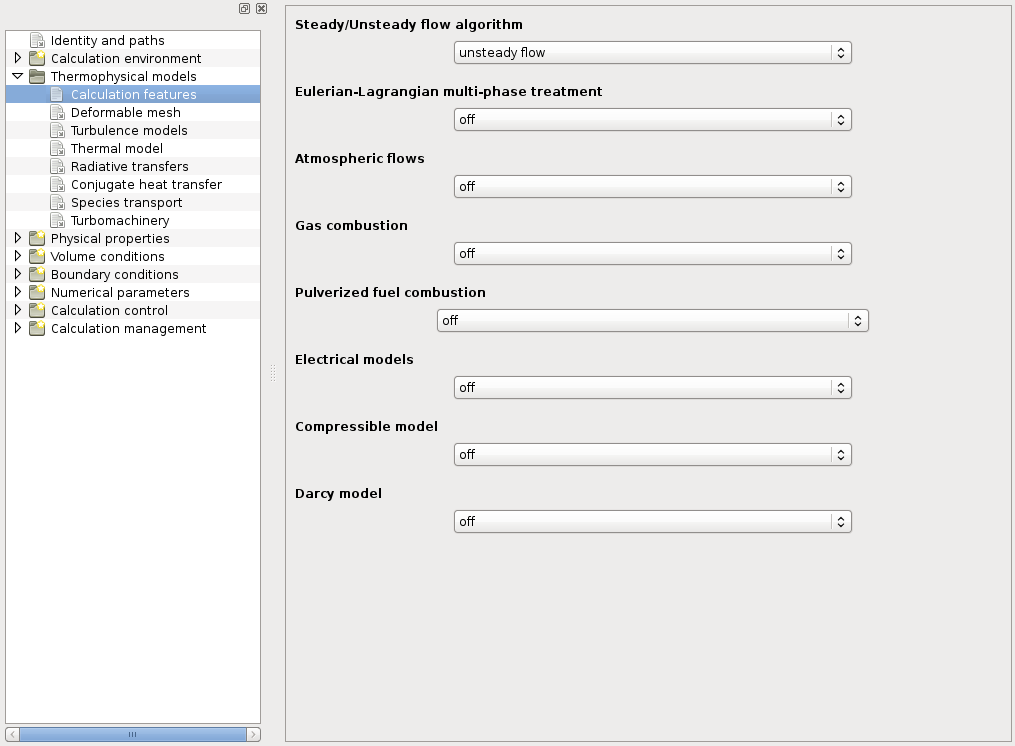 Identity and paths
Calculation environment
Thermophysical models
Calculation features
Deformable mesh
Turbulence models
Thermal model
Radiative transfers
Conjugate heat transfer
Species transport
Turbomachinery
Physical properties
Volume conditions
Boundary conditions
Numerical parameters
Calculation control
Calculation management
Steady/Unsteady flow algorithm
unsteady flow
Eulerian-Lagrangian multi-phase treatment
off
Atmospheric flows
off
Gas combustion
off
Pulverized fuel combustion
off
Electrical models
off
Compressible model
off
Darcy model
off